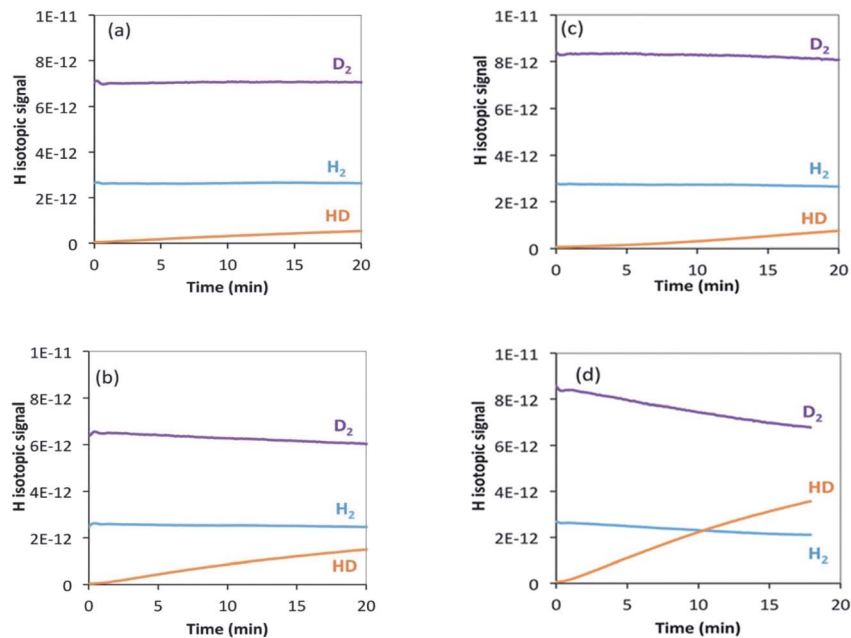 (a)
1E-11
8E-12
6E-12
4E-12
2E-12
0
H isotopic signal
D₂
H₂
HD
0 5 10 15 20
Time (min)
(c)
1E-11
8E-12
6E-12
4E-12
2E-12
0
H isotopic signal
D₂
H₂
HD
0 5 10 15 20
Time (min)
(b)
1E-11
8E-12
6E-12
4E-12
2E-12
0
H isotopic signal
D₂
H₂
HD
0 5 10 15 20
Time (min)
(d)
1E-11
8E-12
6E-12
4E-12
2E-12
0
H isotopic signal
D₂
HD
H₂
0 5 10 15 20
Time (min)